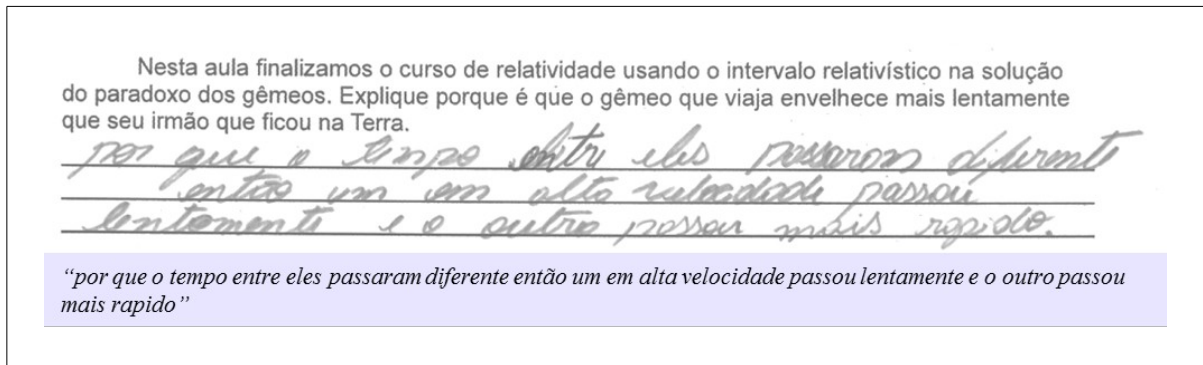 Nesta aula finalizamos o curso de relatividade usando o intervalo relativístico na solução
do paradoxo dos gêmeos. Explique porque é que o gêmeo que viaja envelhece mais lentamente
que seu irmão que ficou na Terra.
por que o tempo entre eles passaram diferente
então um em alta velocidade passou
lentamente e o outro passou mais rapido.
“por que o tempo entre eles passaram diferente então um em alta velocidade passou lentamente e o outro passou
mais rapido”